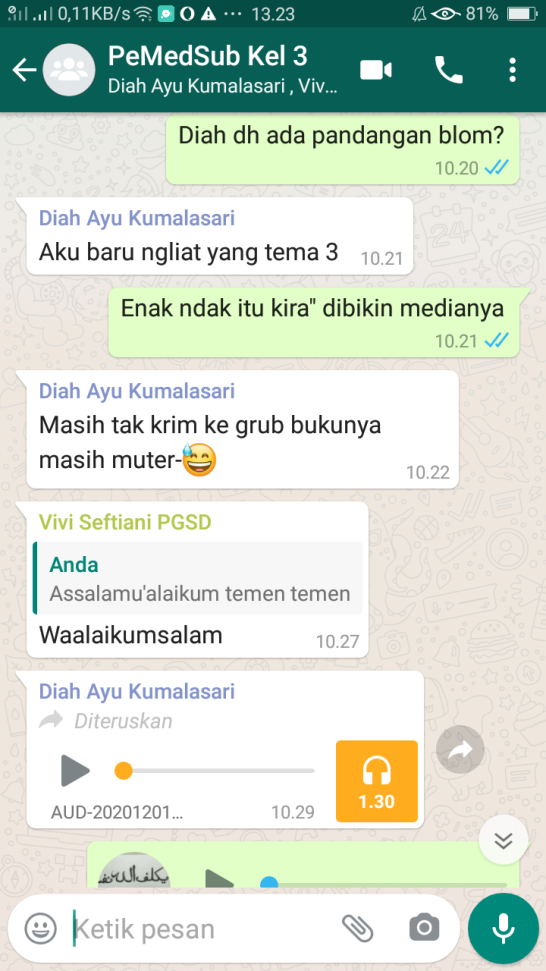 0,11KB/s ... 13.23 81%
PeMedSub Kel 3
Diah Ayu Kumalasari , Viv...
Diah dh ada pandangan blom?
10.20
Diah Ayu Kumalasari
Aku baru ngliat yang tema 3 10.21
Enak ndak itu kira" dibikin medianya
10.21
Diah Ayu Kumalasari
Masih tak krim ke grub bukunya
masih muter-😅
10.22
Vivi Seftiani PGSD
Anda
Assalamu'alaikum temen temen
Waalaikumsalam 10.27
Diah Ayu Kumalasari
Diteruskan
1.30
AUD-20201201... 10.29
Ketik pesan